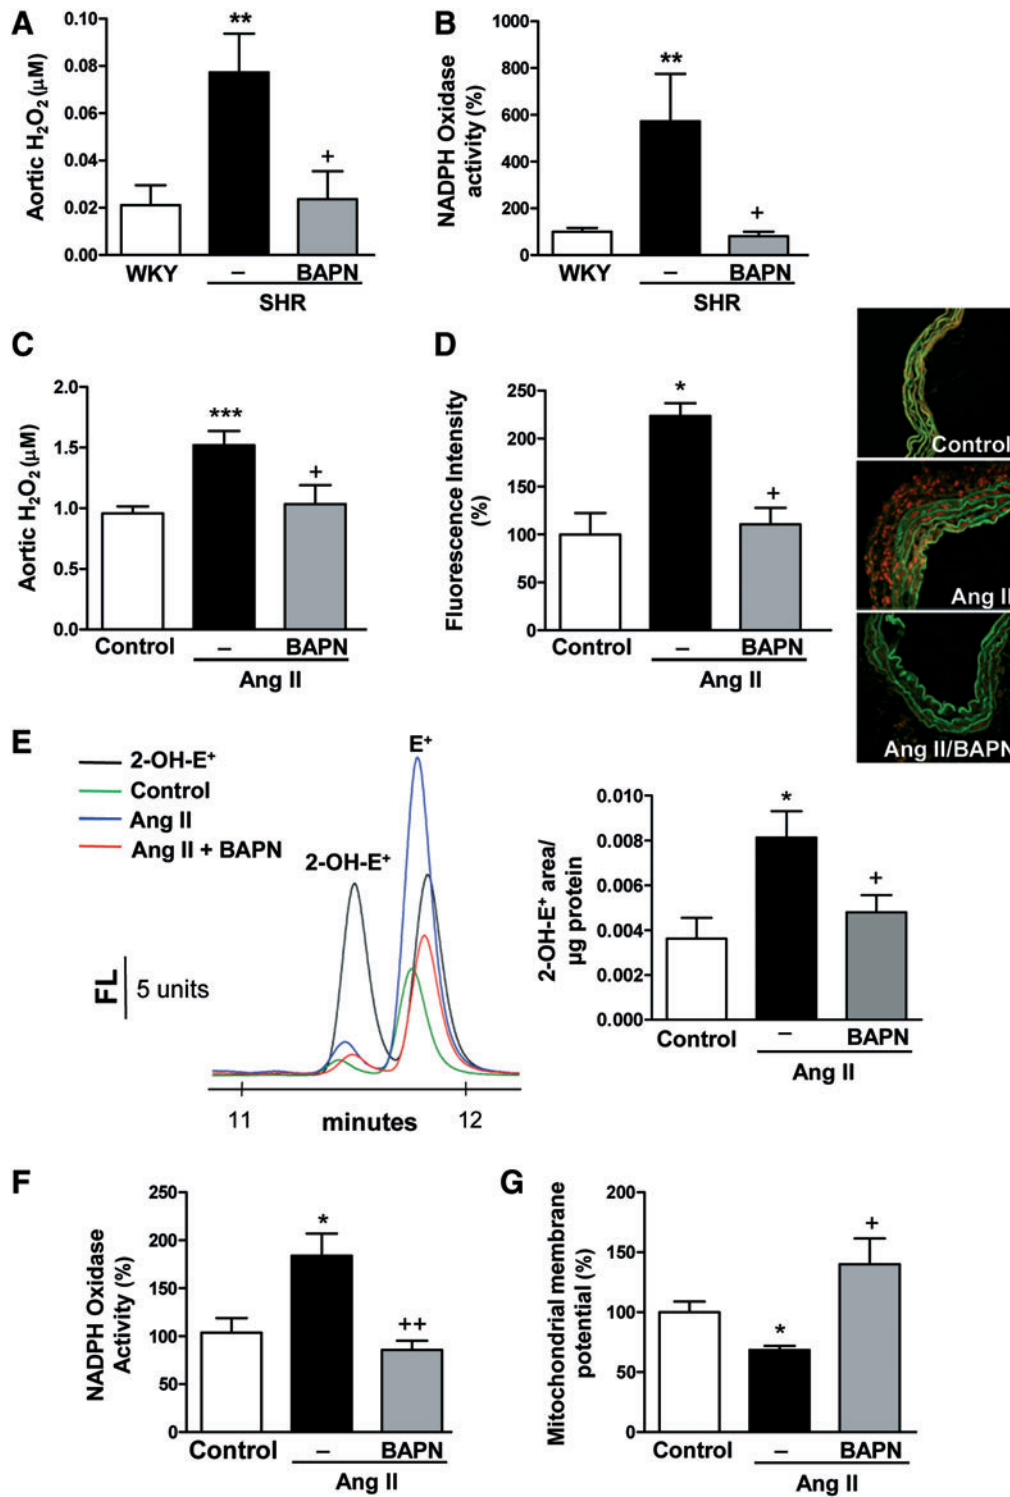 A
Aortic H₂O₂ (µM)
0.10
0.08
0.06
0.04
0.02
0.00
**
+
WKY
–
BAPN
SHR
B
NADPH Oxidase
activity (%)
1000
800
600
400
200
0
**
+
WKY
–
BAPN
SHR
C
Aortic H₂O₂ (µM)
2.0
1.5
1.0
0.5
0.0
***
+
Control
–
BAPN
Ang II
D
Fluorescence Intensity
(%)
250
200
150
100
50
0
*
+
Control
–
BAPN
Ang II
Control
Ang II
Ang II/BAPN
E
2-OH-E⁺
Control
Ang II
Ang II + BAPN
2-OH-E⁺
E⁺
FL
5 units
11
minutes
12
2-OH-E⁺ area/
µg protein
0.010
0.008
0.006
0.004
0.002
0.000
*
+
Control
–
BAPN
Ang II
F
NADPH Oxidase
Activity (%)
250
200
150
100
50
0
*
++
Control
–
BAPN
Ang II
G
Mitochondrial membrane
potential (%)
200
150
100
50
0
*
+
Control
–
BAPN
Ang II